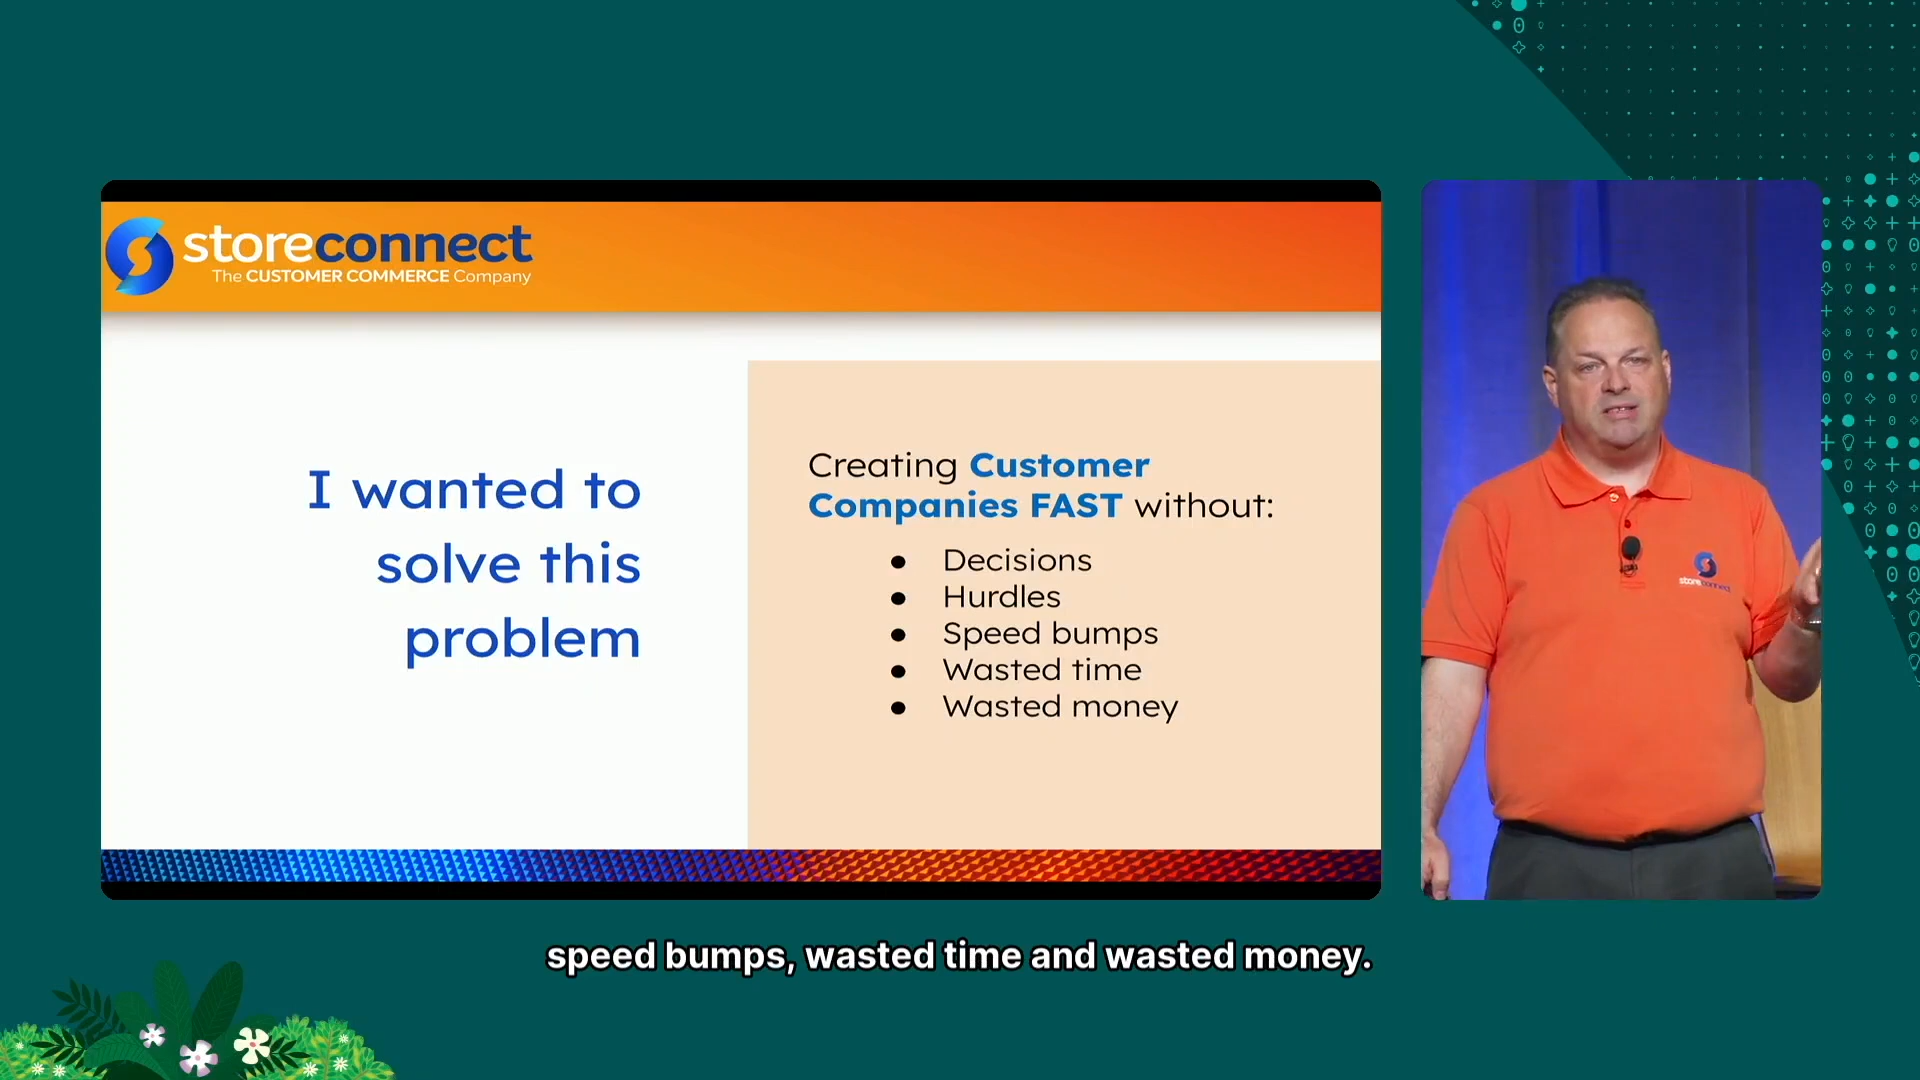 storeconnect
The CUSTOMER COMMERCE Company
I wanted to
solve this
problem
Creating Customer
Companies FAST without:
● Decisions
● Hurdles
● Speed bumps
● Wasted time
● Wasted money
storeconnect
speed bumps, wasted time and wasted money.